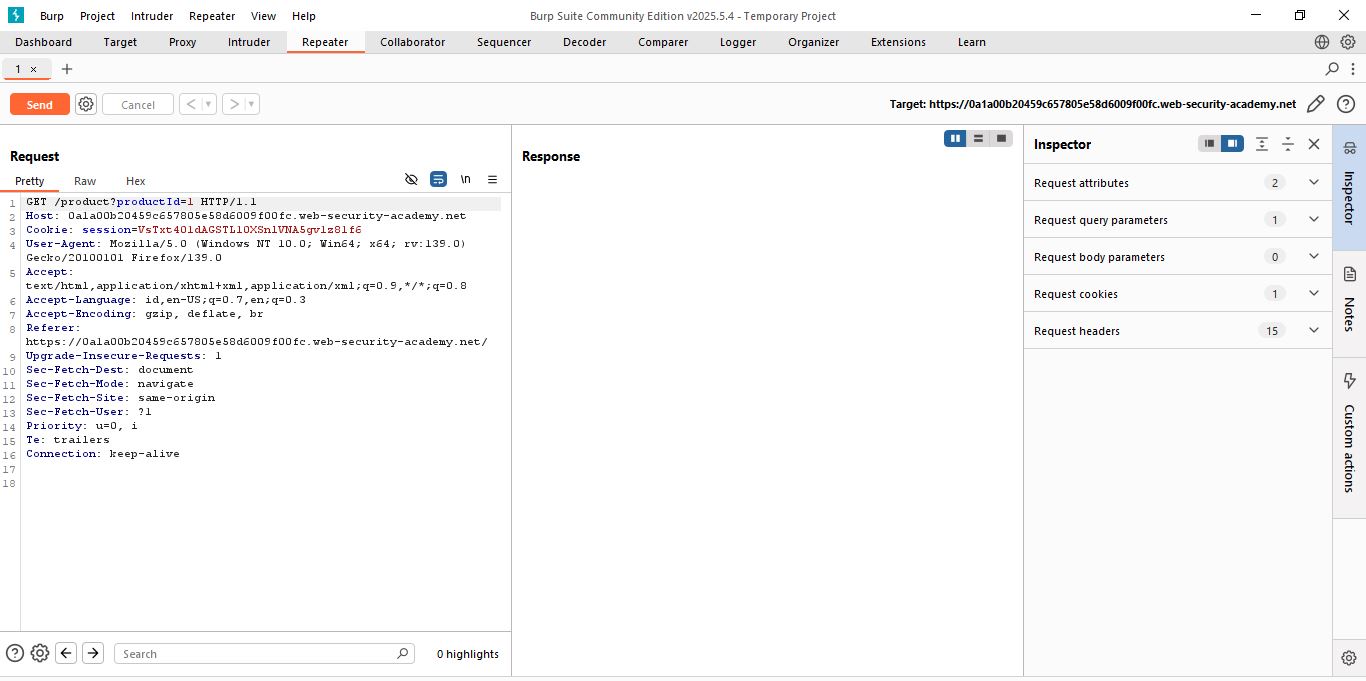 Burp Project Intruder Repeater View Help
Burp Suite Community Edition v2025.5.4 - Temporary Project
Dashboard Target Proxy Intruder Repeater Collaborator Sequencer Decoder Comparer Logger Organizer Extensions Learn
1 × +
Send Cancel < >
Target: https://0a1a00b20459c657805e58d6009f00fc.web-security-academy.net
Request
Pretty Raw Hex \n
1 GET /product?productId=1 HTTP/1.1
2 Host: 0a1a00b20459c657805e58d6009f00fc.web-security-academy.net
3 Cookie: session=VsTxt401dAGSTL10XSnlVNA5gvlz81f6
4 User-Agent: Mozilla/5.0 (Windows NT 10.0; Win64; x64; rv:139.0)
Gecko/20100101 Firefox/139.0
5 Accept:
text/html,application/xhtml+xml,application/xml;q=0.9,*/*;q=0.8
6 Accept-Language: id,en-US;q=0.7,en;q=0.3
7 Accept-Encoding: gzip, deflate, br
8 Referer:
https://0a1a00b20459c657805e58d6009f00fc.web-security-academy.net/
9 Upgrade-Insecure-Requests: 1
10 Sec-Fetch-Dest: document
11 Sec-Fetch-Mode: navigate
12 Sec-Fetch-Site: same-origin
13 Sec-Fetch-User: ?1
14 Priority: u=0, i
15 Te: trailers
16 Connection: keep-alive
17
18
Search
0 highlights
Response
Inspector
Request attributes 2
Request query parameters 1
Request body parameters 0
Request cookies 1
Request headers 15
Inspector
Notes
Custom actions